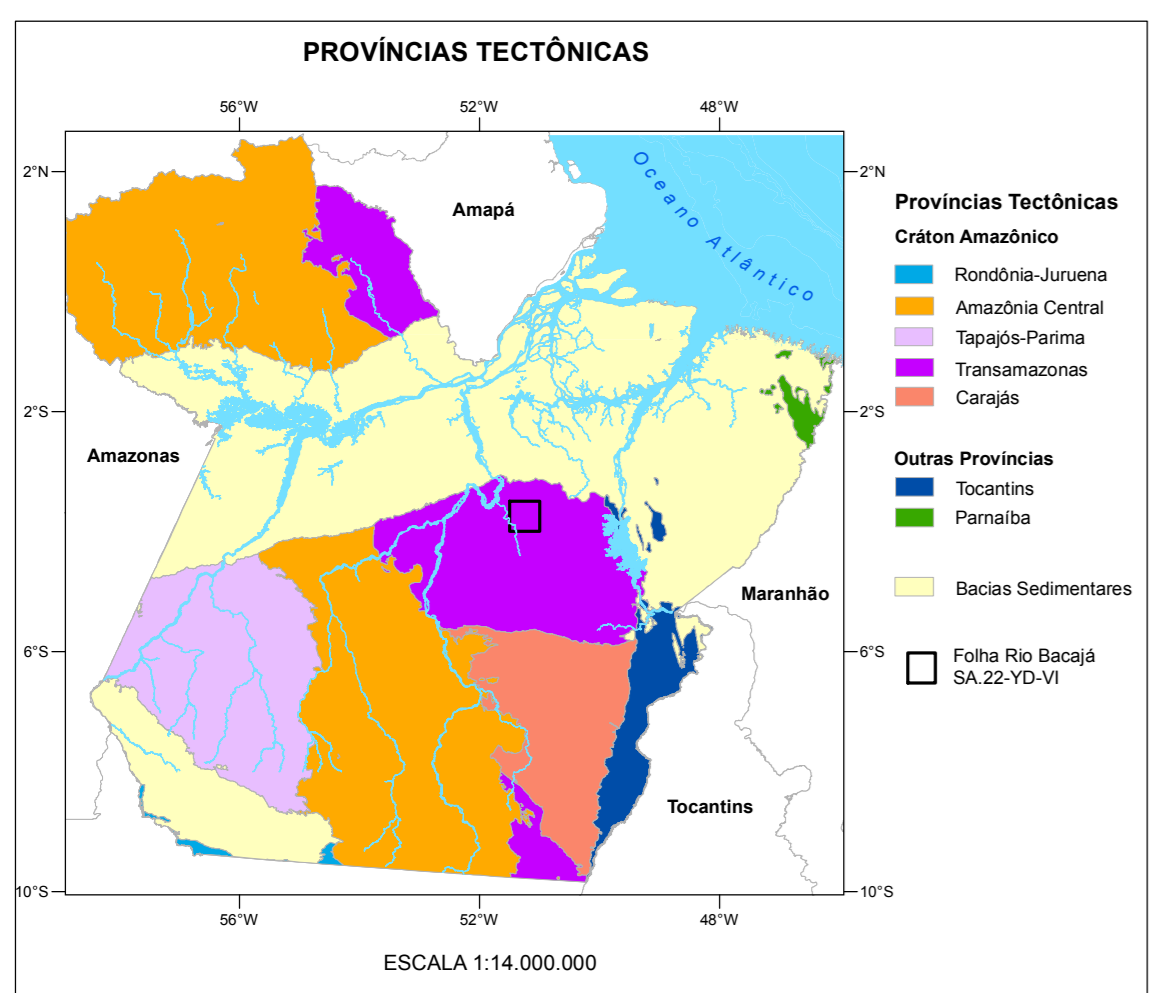 PROVÍNCIAS TECTÔNICAS
56°W
52°W
48°W
2°N
2°N
Oceano Atlântico
Amapá
2°S
2°S
Amazonas
Maranhão
6°S
6°S
Tocantins
10°S
10°S
56°W
52°W
48°W
ESCALA 1:14.000.000
Províncias Tectônicas
Cráton Amazônico
Rondônia-Juruena
Amazônia Central
Tapajós-Parima
Transamazonas
Carajás
Outras Províncias
Tocantins
Parnaíba
Bacias Sedimentares
Folha Rio Bacajá
SA.22-YD-VI